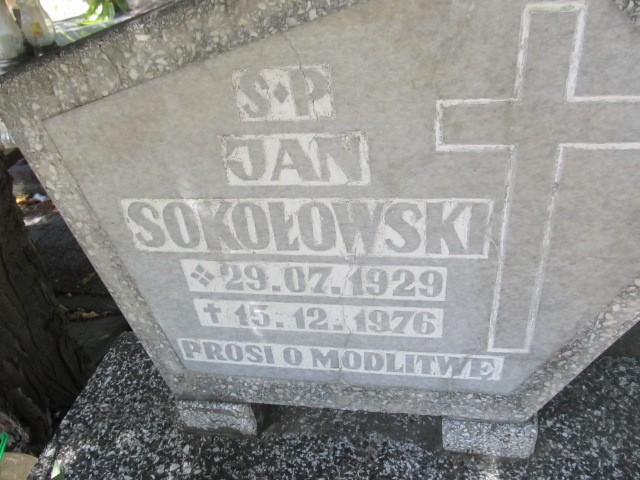 S P
JAN
SOKOŁOWSKI
29.07.1929
✝ 15.12.1976
PROSI O MODLITWE